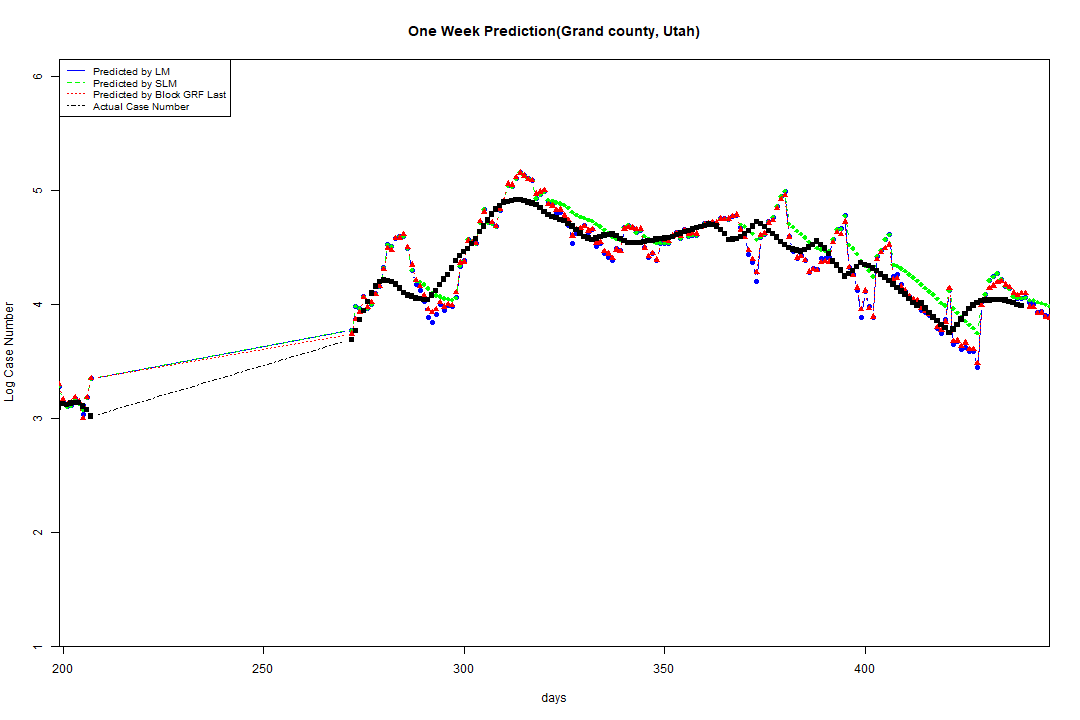 One Week Prediction(Grand county, Utah)
Predicted by LM
Predicted by SLM
Predicted by Block GRF Last
Actual Case Number
6
5
4
3
2
1
Log Case Number
200 250 300 350 400
days